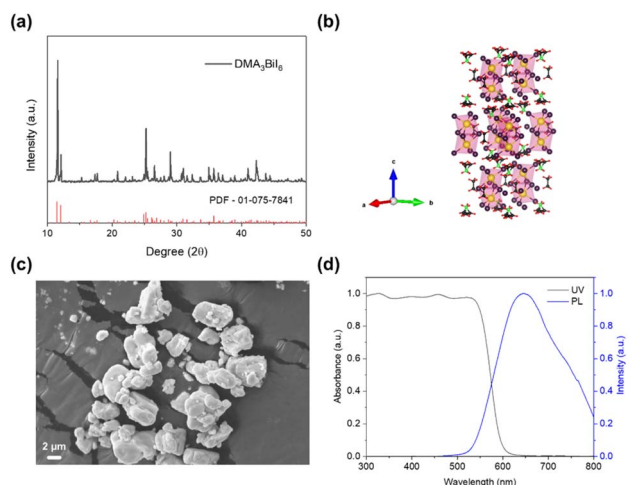 (a)
Intensity (a.u.)
DMA₃BiI₆
PDF - 01-075-7841
10 20 30 40 50
Degree (2θ)
(b)
c
a
b
(c)
2 μm
(d)
Absorbance (a.u.)
1.0
0.8
0.6
0.4
0.2
0.0
UV
PL
1.0
0.8
0.6
0.4
0.2
0.0
Intensity (a.u.)
300 400 500 600 700 800
Wavelength (nm)